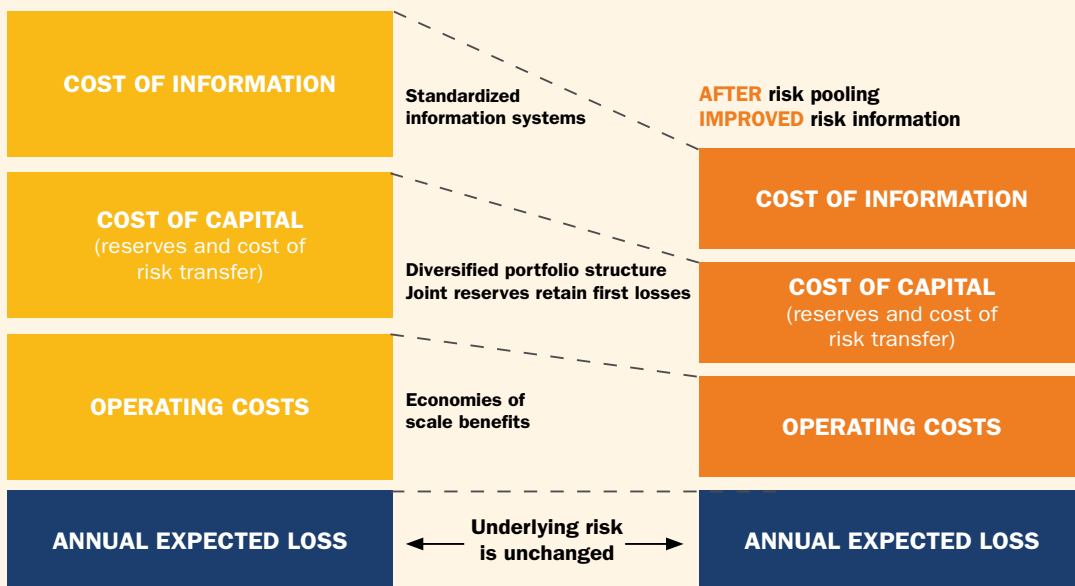 COST OF INFORMATION
COST OF CAPITAL
(reserves and cost of
risk transfer)
OPERATING COSTS
ANNUAL EXPECTED LOSS
Standardized
information systems
Diversified portfolio structure
Joint reserves retain first losses
Economies of
scale benefits
Underlying risk
is unchanged
AFTER risk pooling
IMPROVED risk information
COST OF INFORMATION
COST OF CAPITAL
(reserves and cost of
risk transfer)
OPERATING COSTS
ANNUAL EXPECTED LOSS